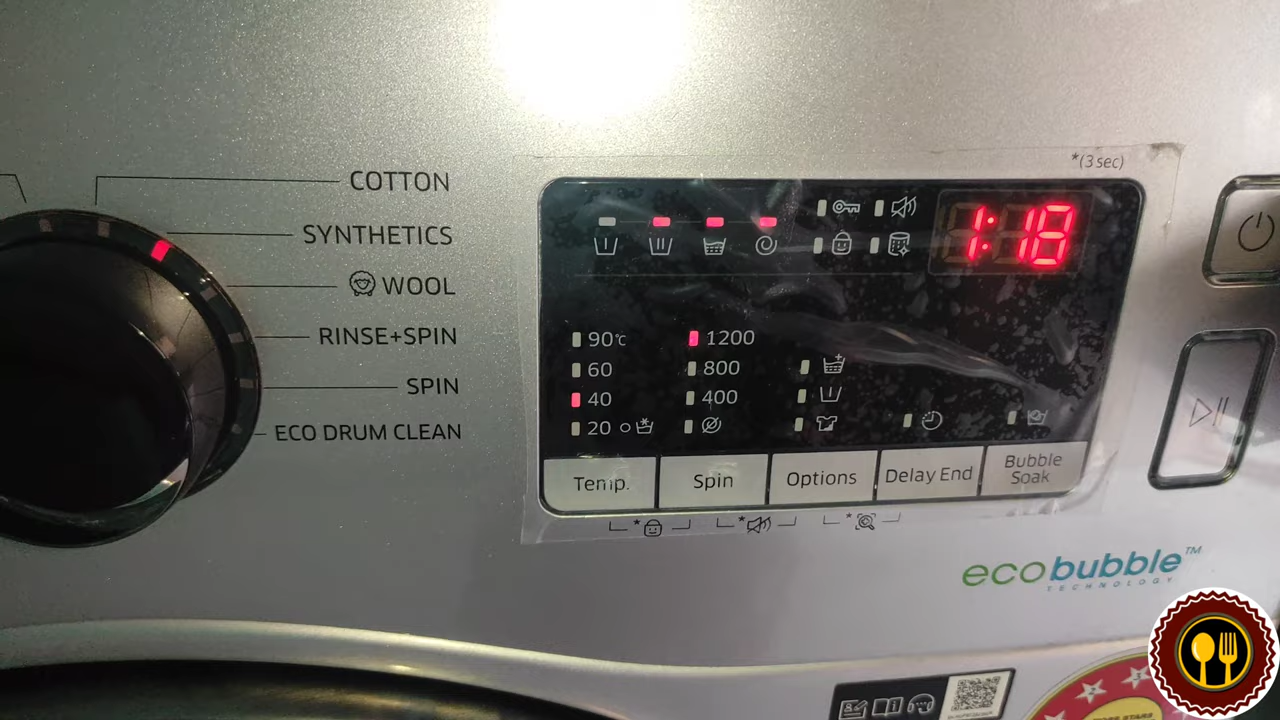 *(3 sec)
COTTON
SYNTHETICS
WOOL
RINSE+SPIN
SPIN
ECO DRUM CLEAN
1:18
90℃
60
40
20
1200
800
400
Temp.
Spin
Options
Delay End
Bubble
Soak
*
*
*
ecobubble™
TECHNOLOGY